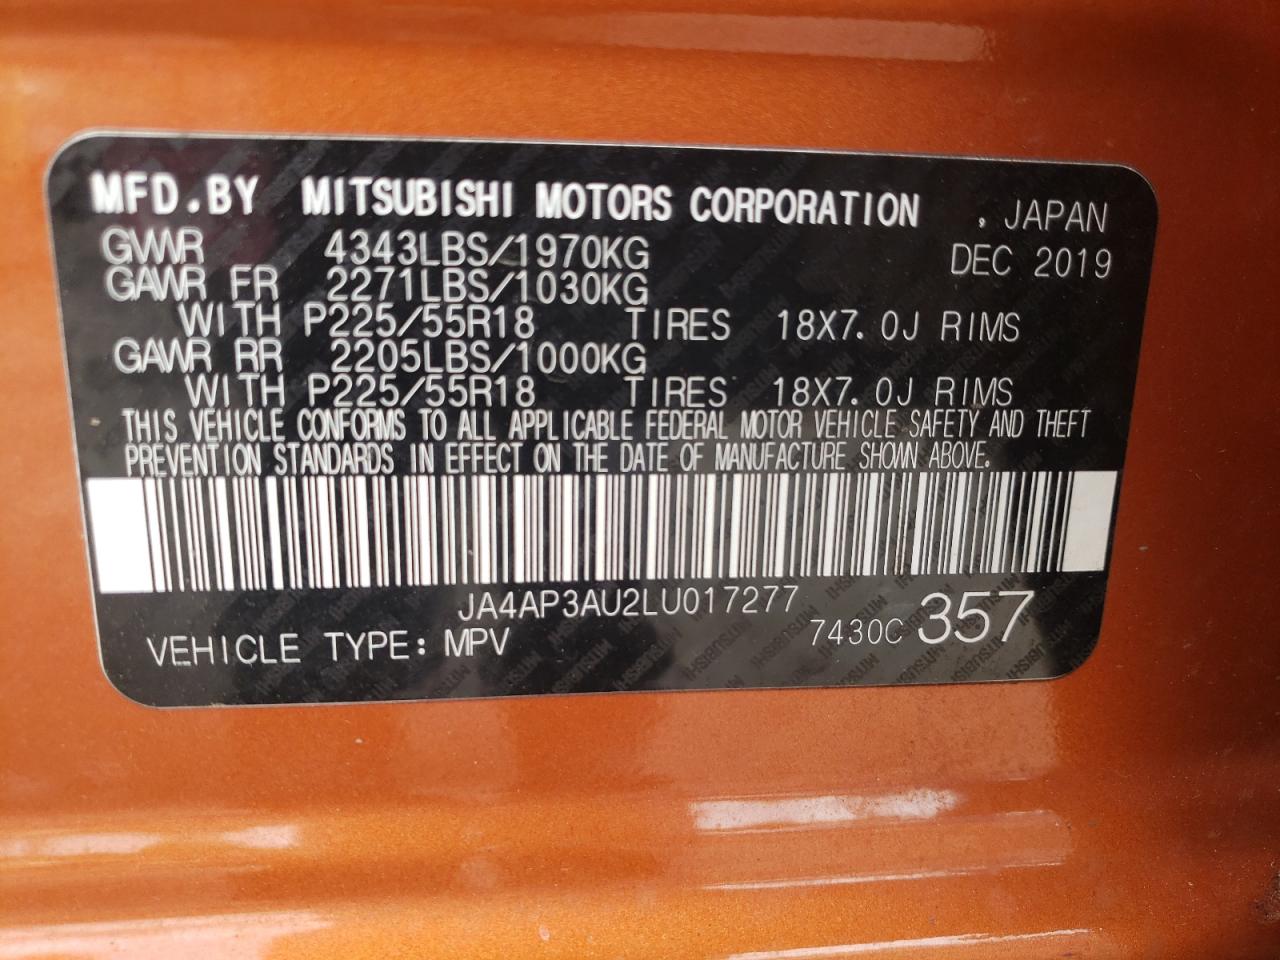 MFD.BY MITSUBISHI MOTORS CORPORATION , JAPAN
GVWR 4343LBS/1970KG DEC 2019
GAWR FR 2271LBS/1030KG
WITH P225/55R18 TIRES 18X7.0J RIMS
GAWR RR 2205LBS/1000KG
WITH P225/55R18 TIRES 18X7.0J RIMS
THIS VEHICLE CONFORMS TO ALL APPLICABLE FEDERAL MOTOR VEHICLE SAFETY AND THEFT
PREVENTION STANDARDS IN EFFECT ON THE DATE OF MANUFACTURE SHOWN ABOVE.
JA4AP3AU2LU017277
VEHICLE TYPE: MPV 7430C 357